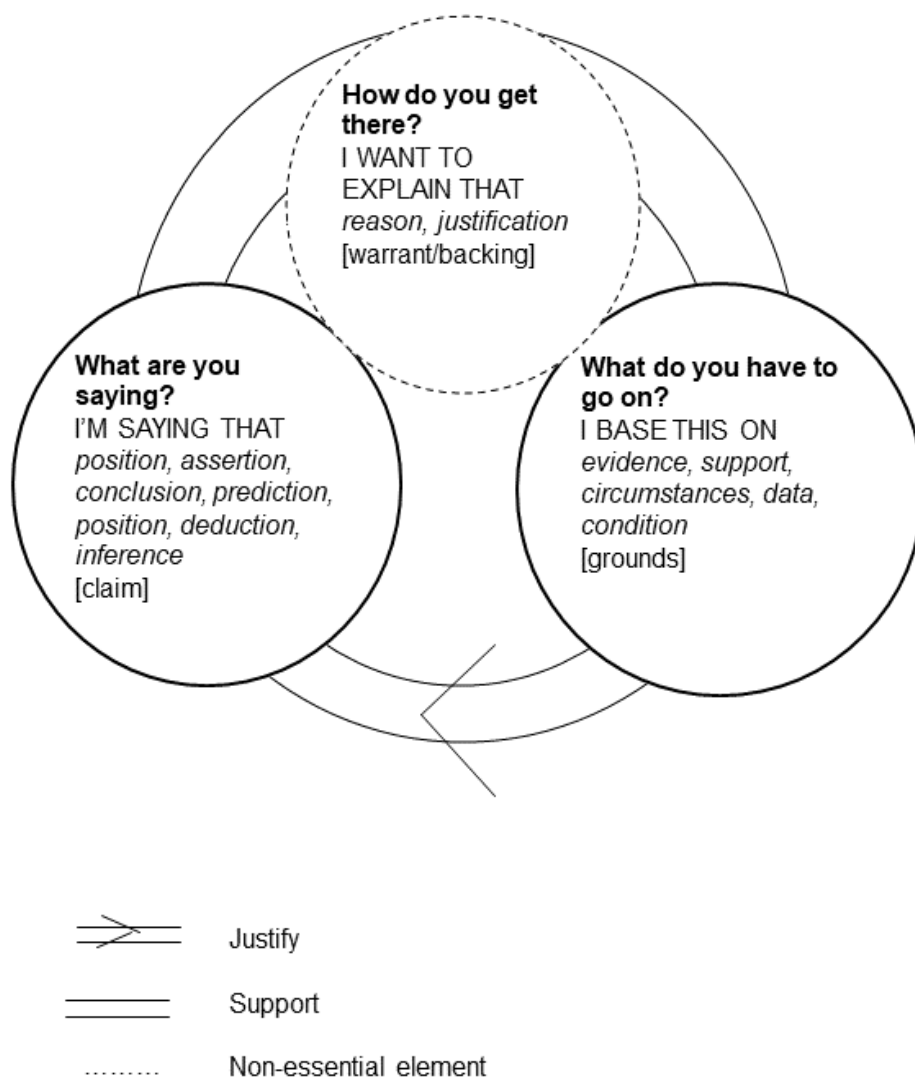 How do you get
there?
I WANT TO
EXPLAIN THAT
reason, justification
[warrant/backing]
What are you
saying?
I'M SAYING THAT
position, assertion,
conclusion, prediction,
position, deduction,
inference
[claim]
What do you have to
go on?
I BASE THIS ON
evidence, support,
circumstances, data,
condition
[grounds]
Justify
Support
Non-essential element